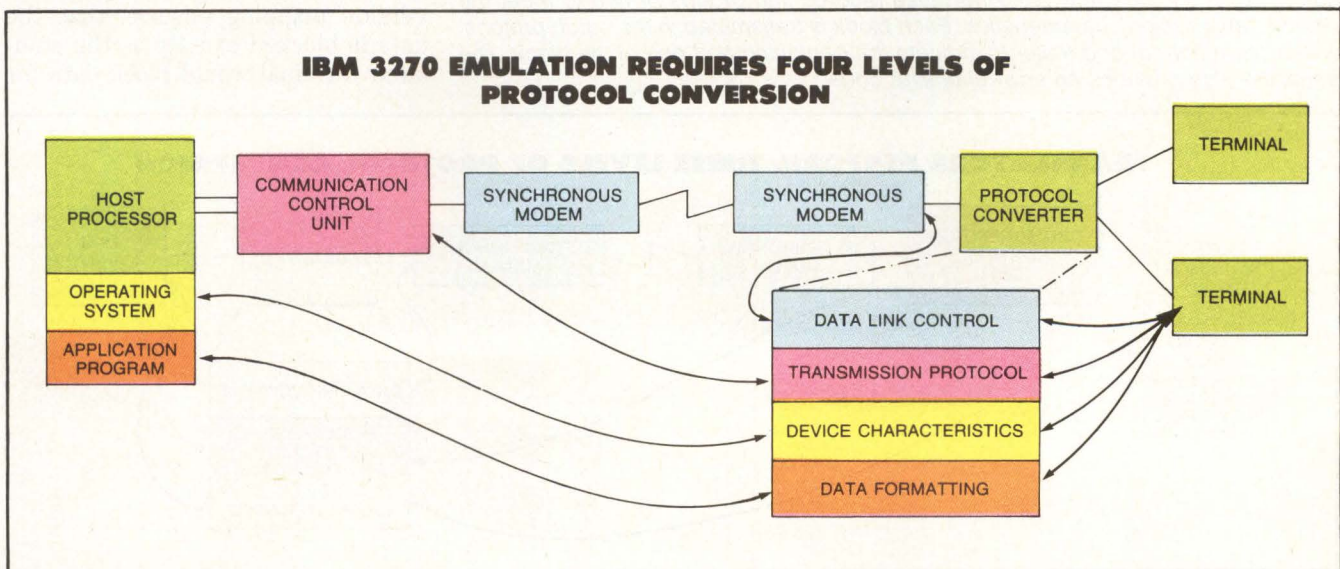 IBM 3270 EMULATION REQUIRES FOUR LEVELS OF
PROTOCOL CONVERSION
HOST
PROCESSOR
OPERATING
SYSTEM
APPLICATION
PROGRAM
COMMUNICATION
CONTROL
UNIT
SYNCHRONOUS
MODEM
SYNCHRONOUS
MODEM
PROTOCOL
CONVERTER
TERMINAL
TERMINAL
DATA LINK CONTROL
TRANSMISSION PROTOCOL
DEVICE CHARACTERISTICS
DATA FORMATTING